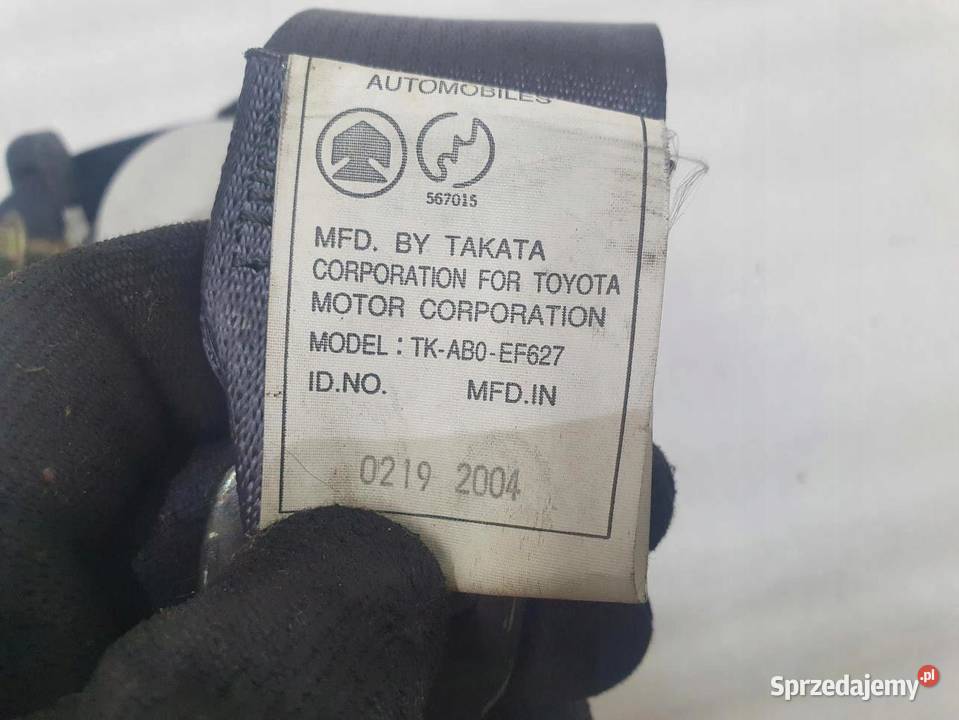 AUTOMOBILES
567015
MFD. BY TAKATA
CORPORATION FOR TOYOTA
MOTOR CORPORATION
MODEL : TK-AB0-EF627
ID.NO. MFD.IN
0219 2004
Sprzedajemy.pl